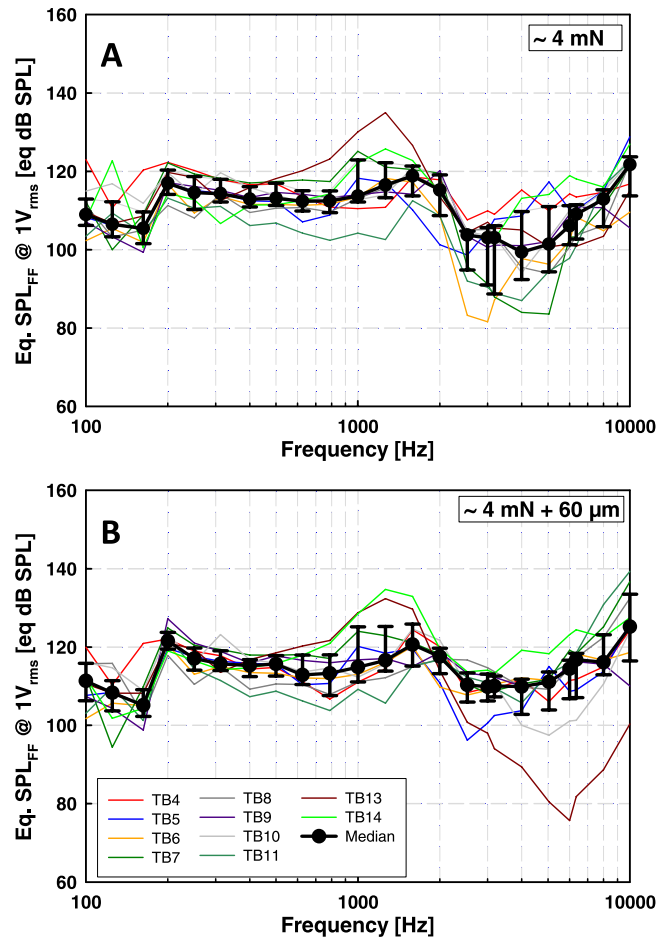 A
~ 4 mN
160
140
120
100
80
60
Eq. SPL_FF @ 1V_rms [eq dB SPL]
100
1000
10000
Frequency [Hz]
B
~ 4 mN + 60 µm
160
140
120
100
80
60
Eq. SPL_FF @ 1V_rms [eq dB SPL]
TB4 TB8 TB13
TB5 TB9 TB14
TB6 TB10 Median
TB7 TB11
100
1000
10000
Frequency [Hz]